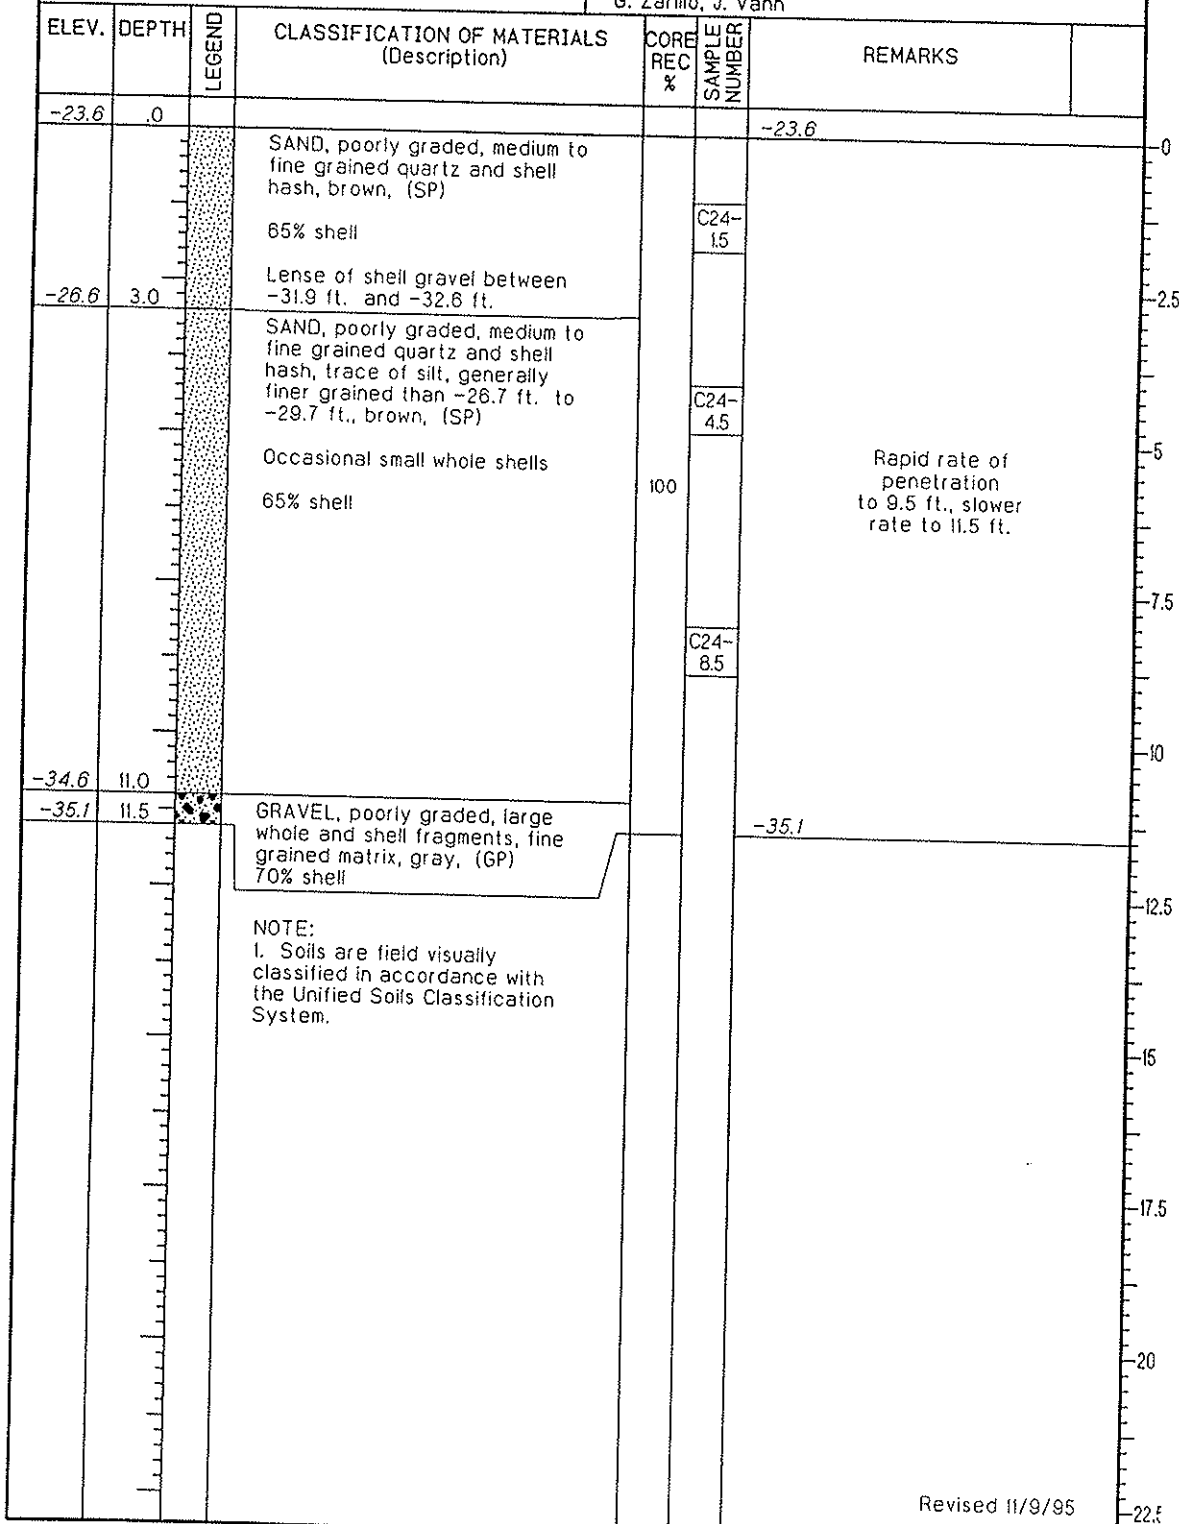 G. Zarillo, J. Vann
ELEV.
DEPTH
LEGEND
CLASSIFICATION OF MATERIALS
(Description)
CORE
REC
%
SAMPLE
NUMBER
REMARKS
-23.6
.0
-23.6
0
SAND, poorly graded, medium to
fine grained quartz and shell
hash, brown, (SP)
65% shell
Lense of shell gravel between
-31.9 ft. and -32.6 ft.
C24-
1.5
-26.6
3.0
2.5
SAND, poorly graded, medium to
fine grained quartz and shell
hash, trace of silt, generally
finer grained than -26.7 ft. to
-29.7 ft., brown, (SP)
Occasional small whole shells
65% shell
100
C24-
4.5
Rapid rate of
penetration
to 9.5 ft., slower
rate to 11.5 ft.
5
7.5
C24-
8.5
10
-34.6
11.0
-35.1
11.5
GRAVEL, poorly graded, large
whole and shell fragments, fine
grained matrix, gray, (GP)
70% shell
-35.1
12.5
NOTE:
1. Soils are field visually
classified in accordance with
the Unified Soils Classification
System.
15
17.5
20
Revised 11/9/95
22.5